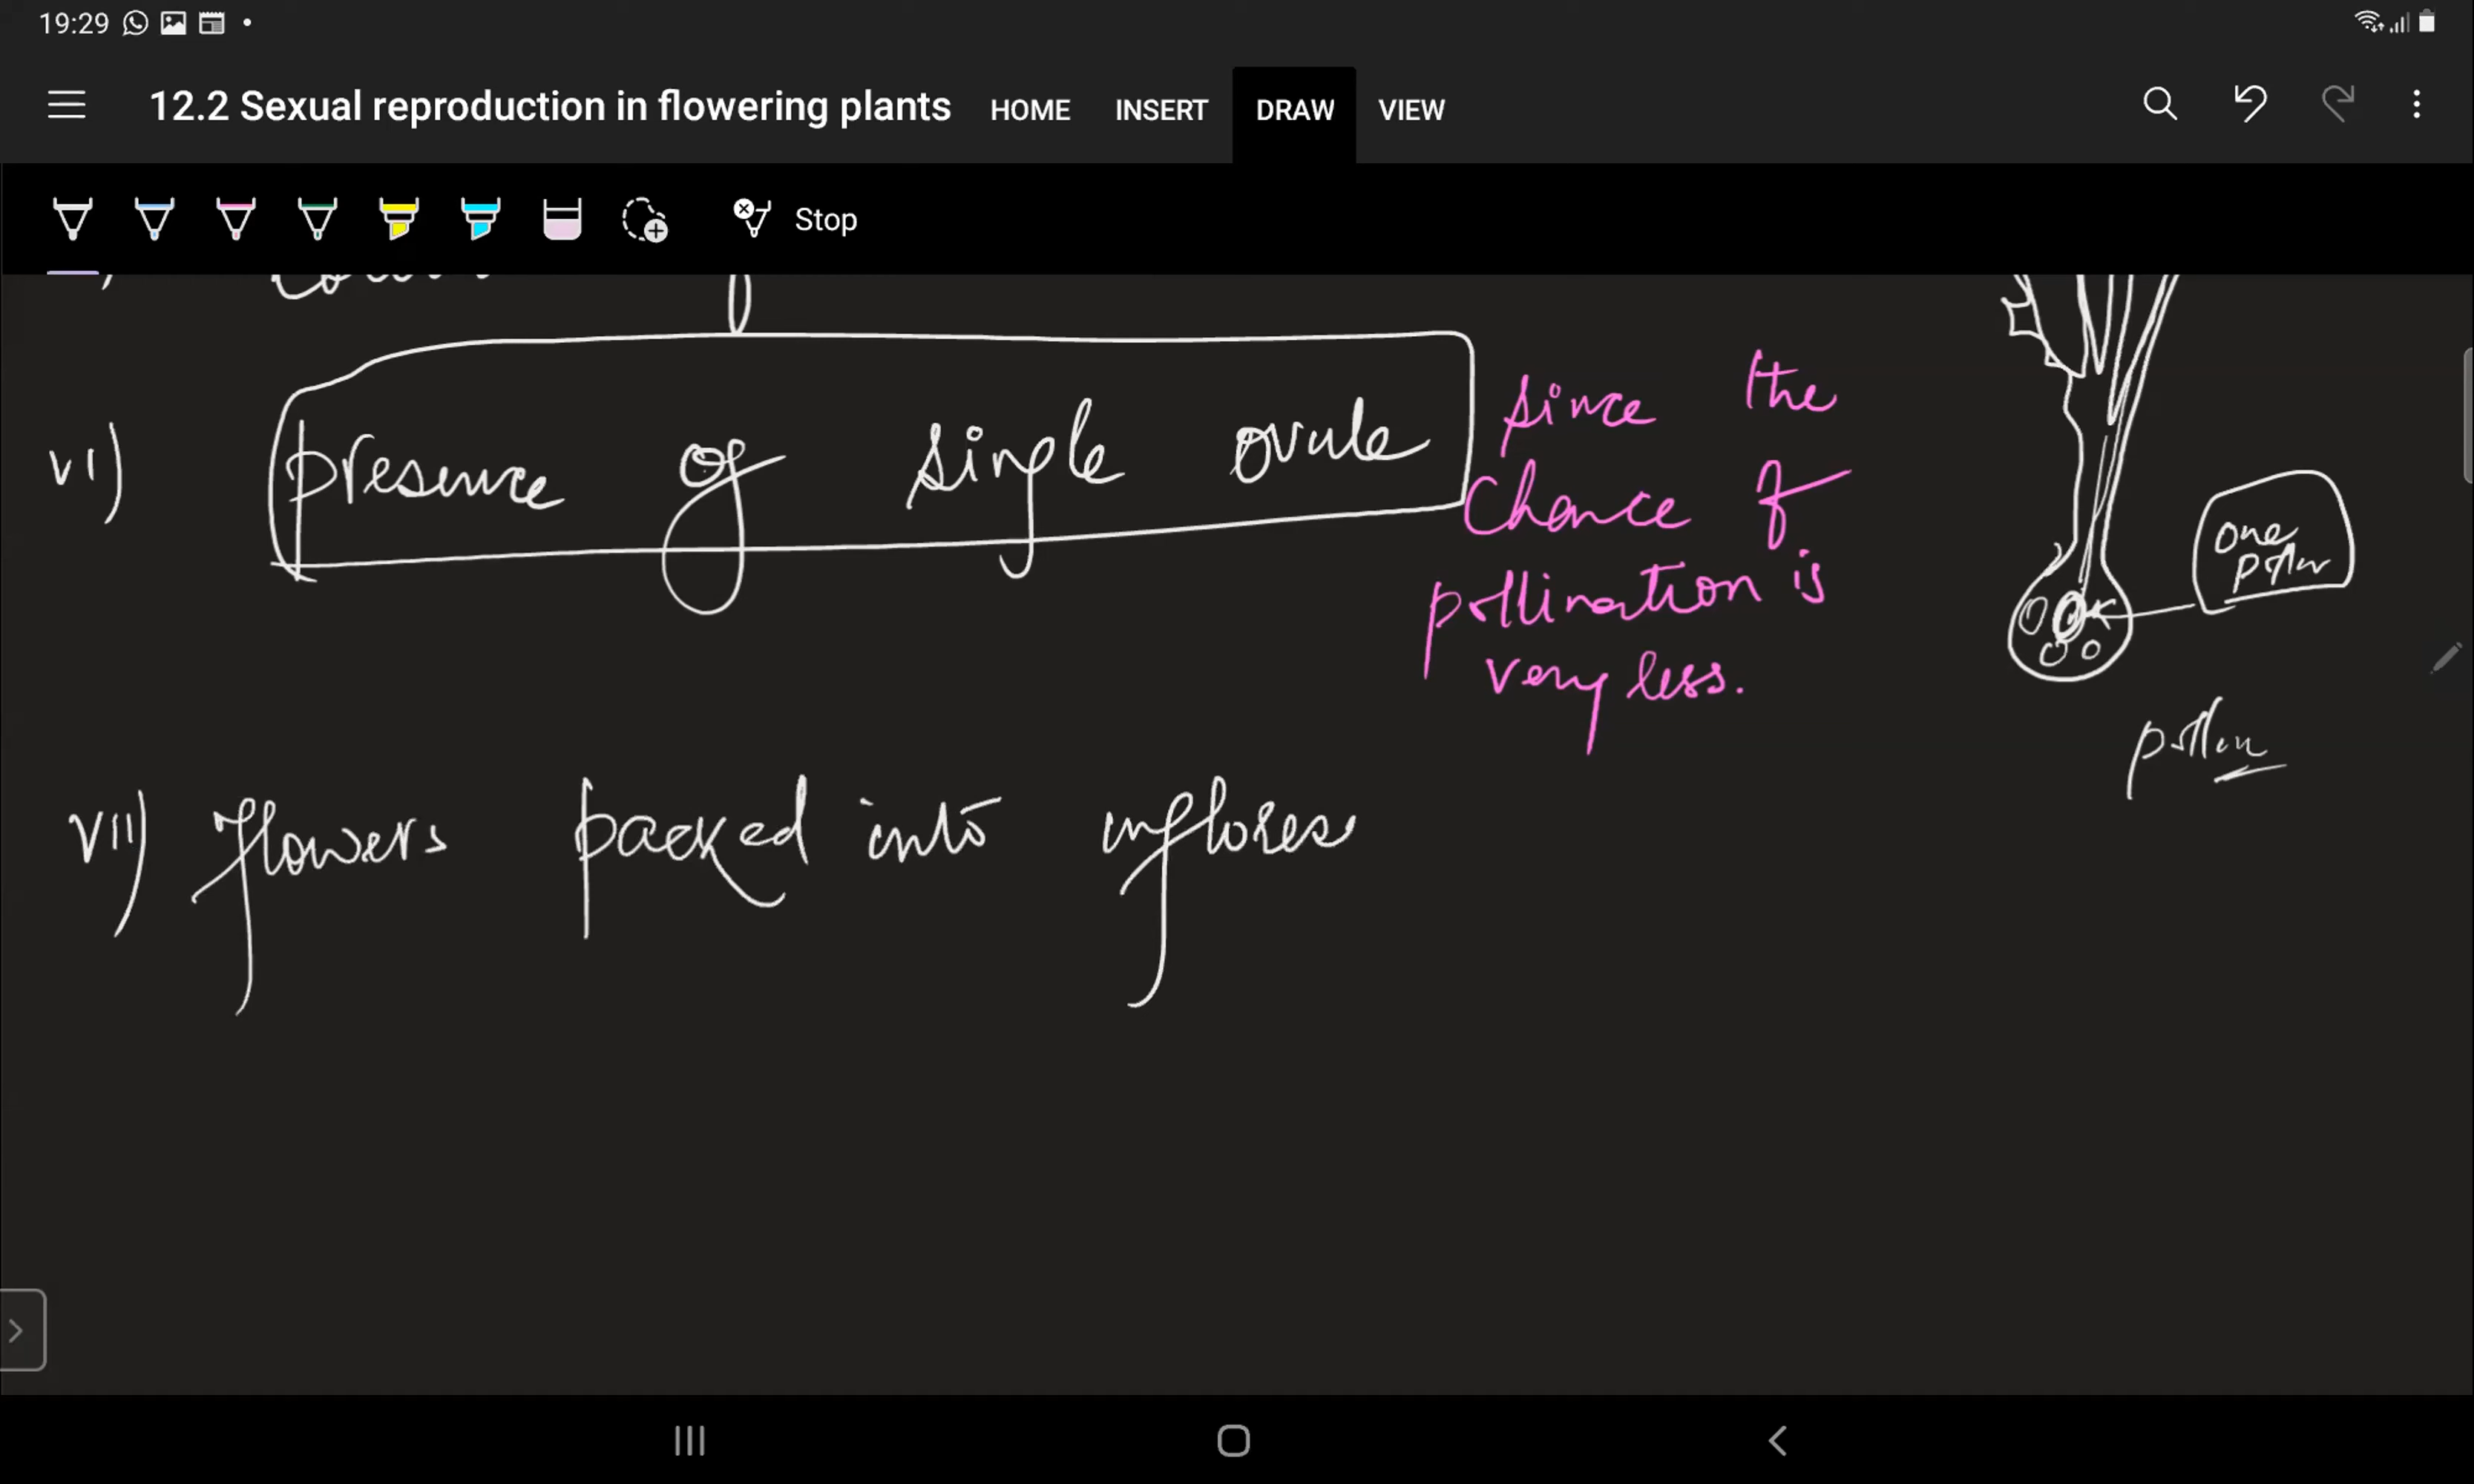 19:29
12.2 Sexual reproduction in flowering plants HOME INSERT DRAW VIEW
Stop
vi) presence of single ovule
since the
chance of
pollination is
very less.
one
pollen
pollen
vii) flowers packed into inflores